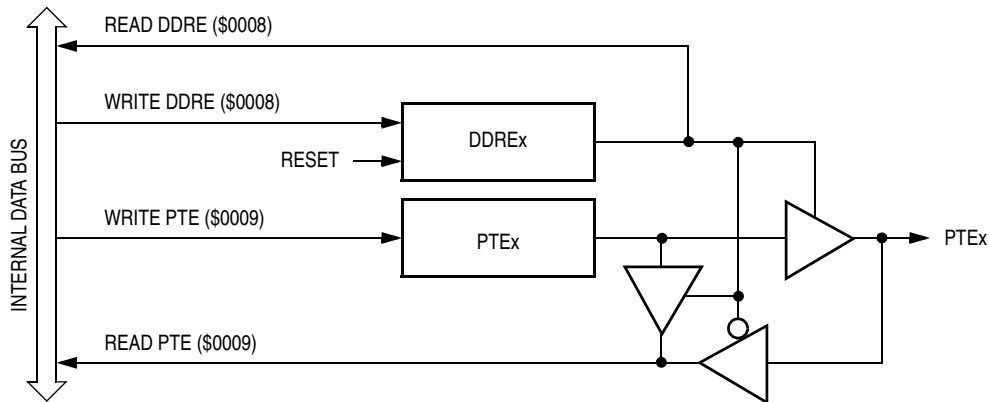 READ DDRE ($0008)
WRITE DDRE ($0008)
DDREx
RESET
INTERNAL DATA BUS
WRITE PTE ($0009)
PTEx
PTEx
READ PTE ($0009)